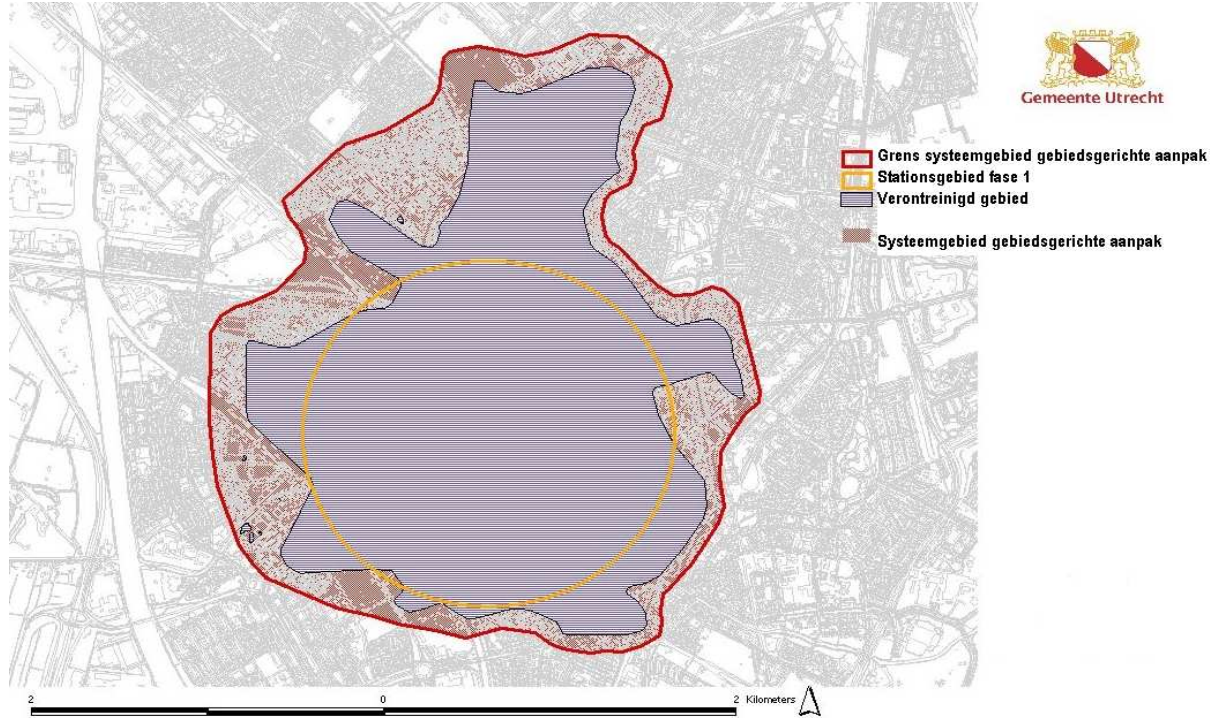 Gemeente Utrecht
Grens systeemgebied gebiedsgerichte aanpak
Stationsgebied fase 1
Verontreinigd gebied
Systeemgebied gebiedsgerichte aanpak
2 0 2 Kilometers